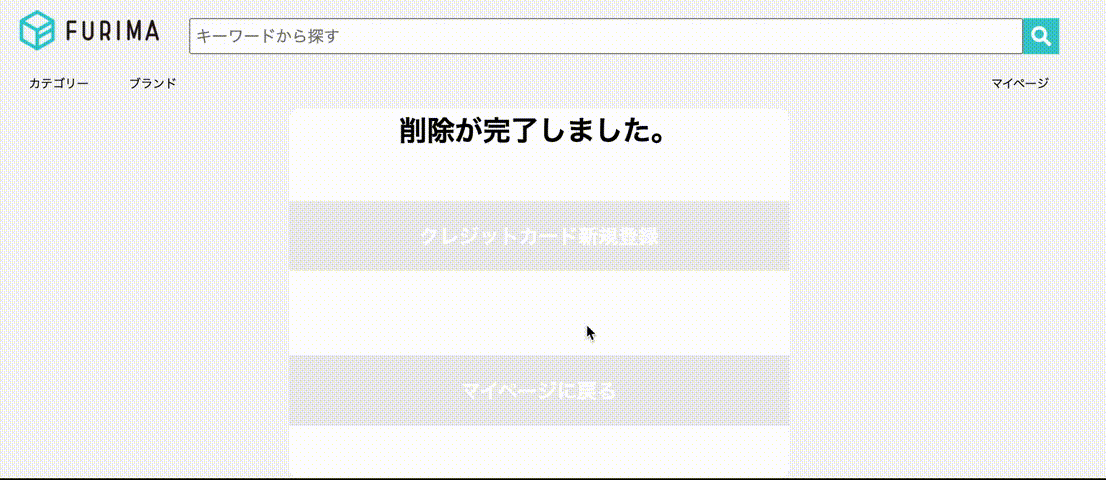 FURIMA
キーワードから探す
カテゴリー
ブランド
マイページ
削除が完了しました。
クレジットカード新規登録
マイページに戻る